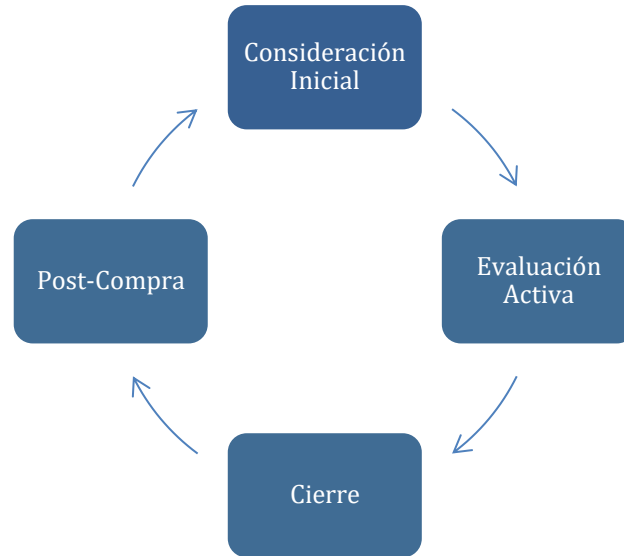 Consideración
Inicial
Evaluación
Activa
Cierre
Post-Compra